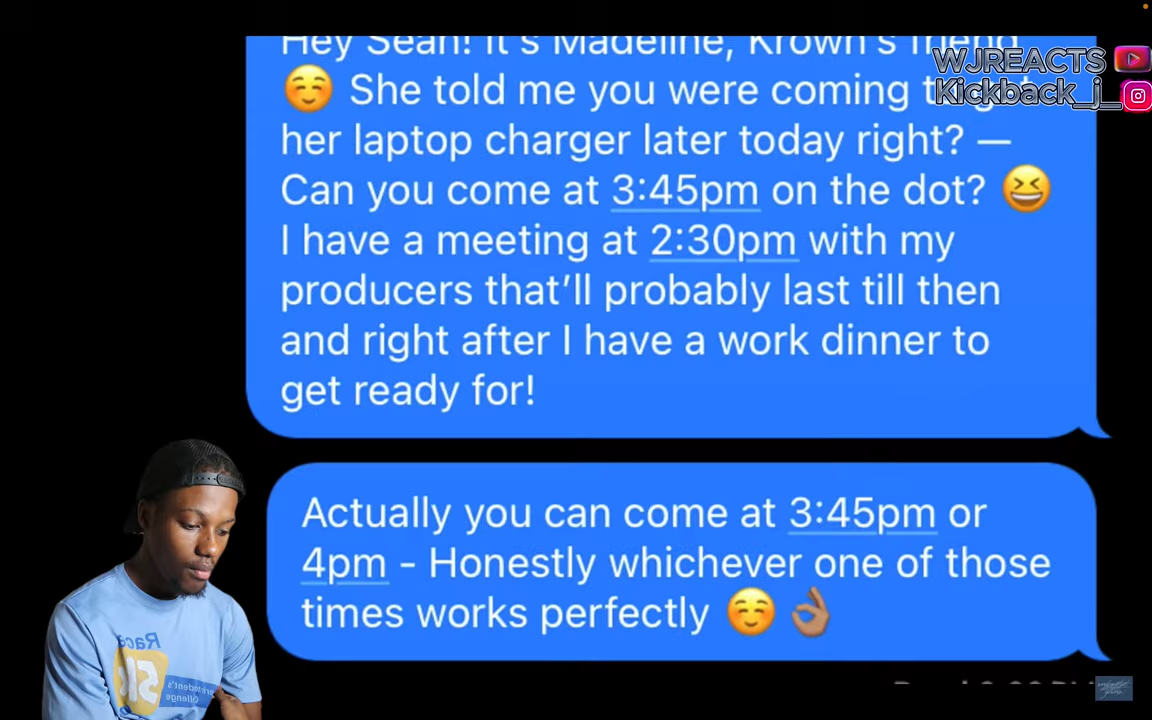 Hey Sean! It's Madeline, Krown's friend
☺️ She told me you were coming to get
her laptop charger later today right? —
Can you come at 3:45pm on the dot? 😆
I have a meeting at 2:30pm with my
producers that'll probably last till then
and right after I have a work dinner to
get ready for!
Actually you can come at 3:45pm or
4pm - Honestly whichever one of those
times works perfectly ☺️ 👌🏾
WJREACTS
Kickback_j_
Race